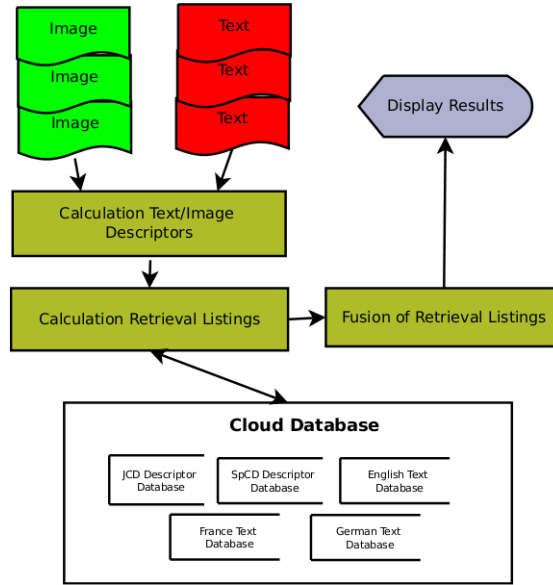 Image
Image
Image
Text
Text
Text
Display Results
Calculation Text/Image
Descriptors
Calculation Retrieval Listings
Fusion of Retrieval Listings
Cloud Database
JCD Descriptor
Database
SpCD Descriptor
Database
English Text
Database
France Text
Database
German Text
Database